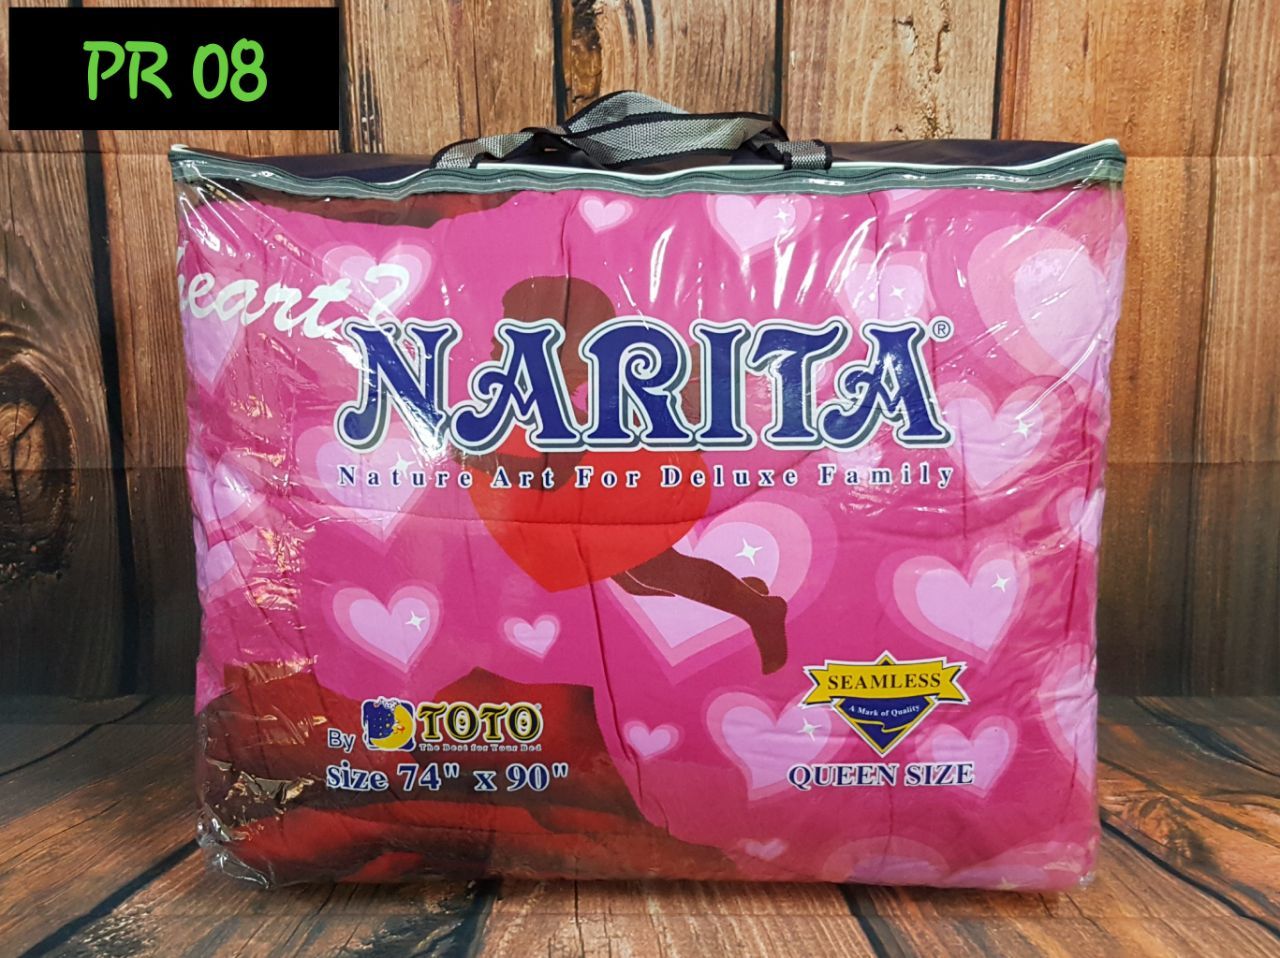 PR 08
eart?
NARITA®
Nature Art For Deluxe Family
SEAMLESS
A Mark of Quality
By TOTO
The Best for Your Bed
size 74" x 90"
QUEEN SIZE